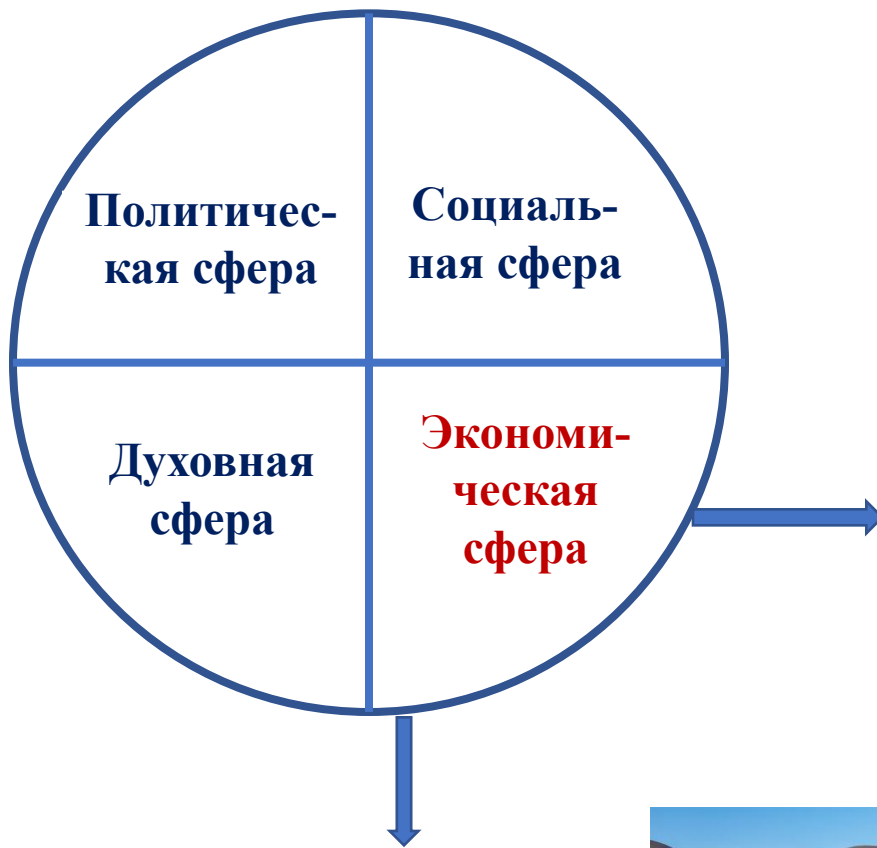 Политичес-
кая сфера
Социаль-
ная сфера
Духовная
сфера
Экономи-
ческая
сфера